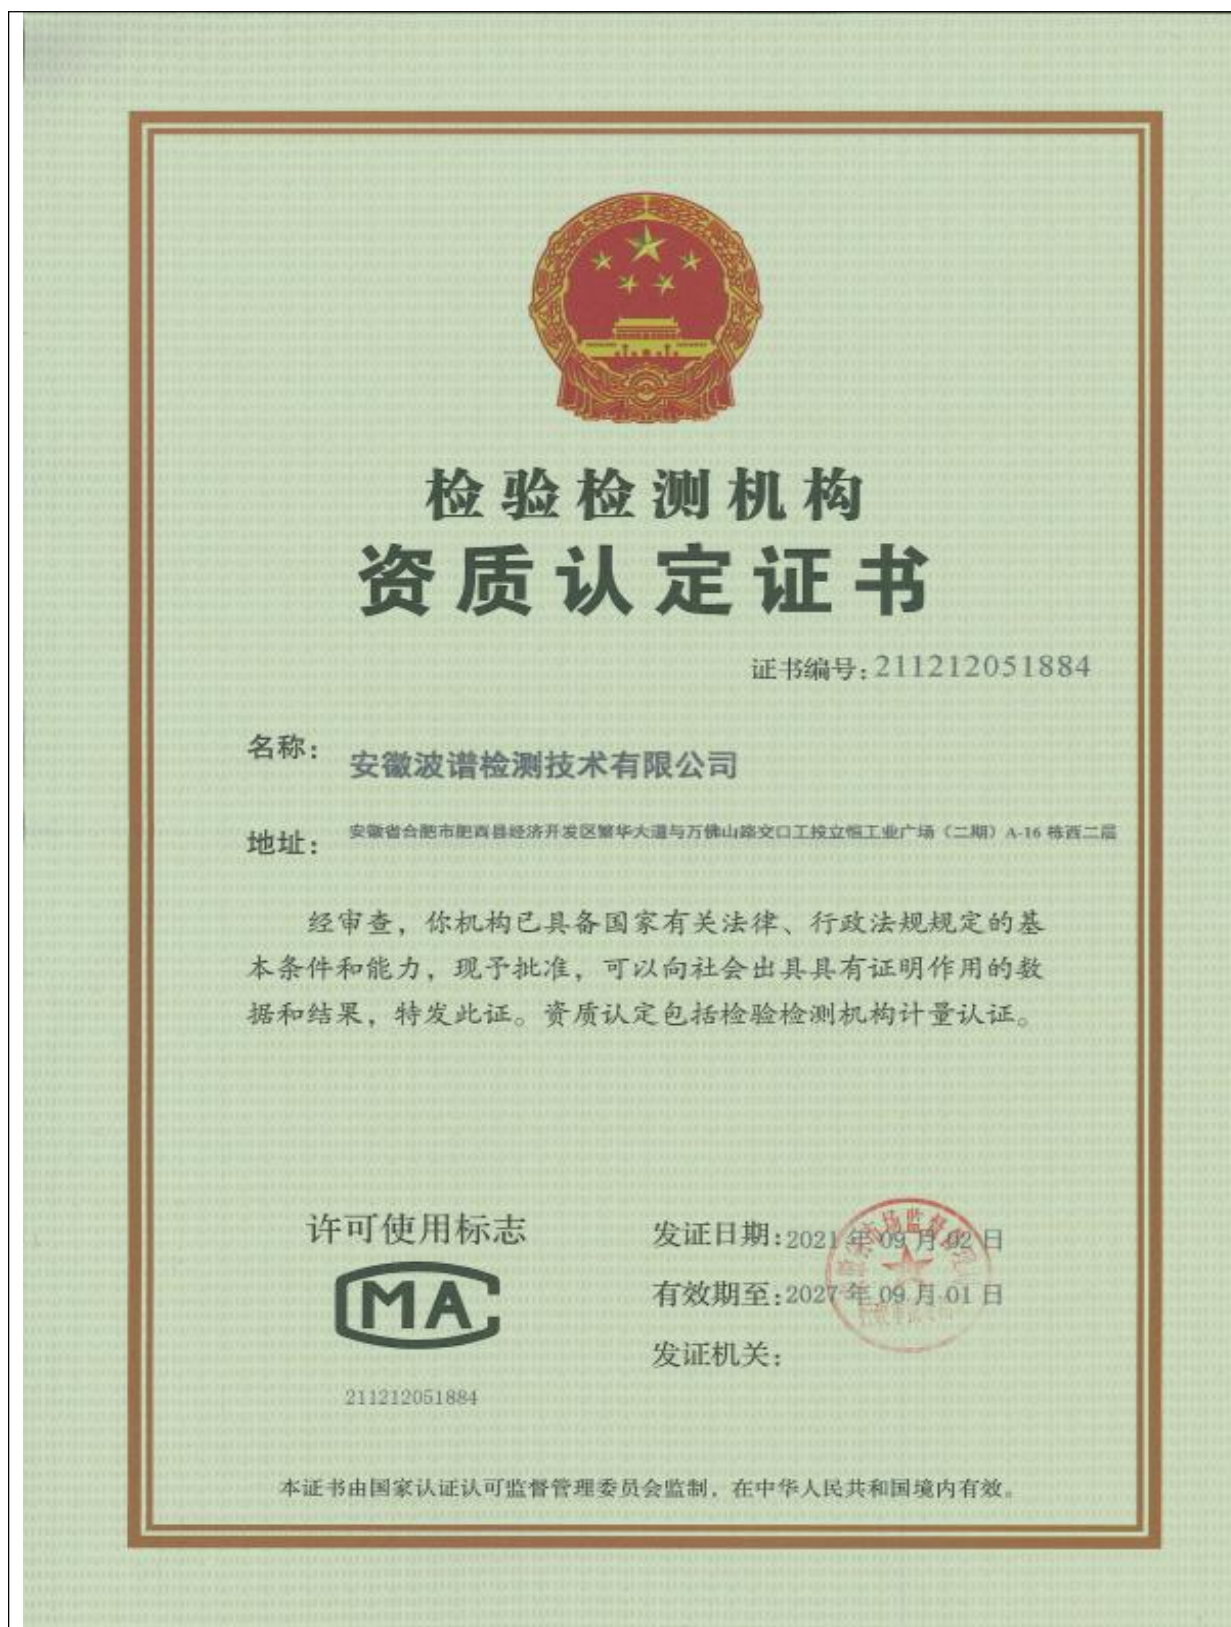 检验检测机构
资质认定证书
证书编号:211212051884
名称:安徽波谱检测技术有限公司
地址:安徽省合肥市肥西县经济开发区繁华大道与万佛山路交口工投立恒工业广场（二期）A-16 栋西二层
经审查，你机构已具备国家有关法律、行政法规规定的基
本条件和能力，现予批准，可以向社会出具具有证明作用的数
据和结果，特发此证。资质认定包括检验检测机构计量认证。
许可使用标志
MA
211212051884
发证日期:2021 年 09 月 02 日
有效期至:2027 年 09 月 01 日
发证机关:
市场监督
本证书由国家认证认可监督管理委员会监制，在中华人民共和国境内有效。